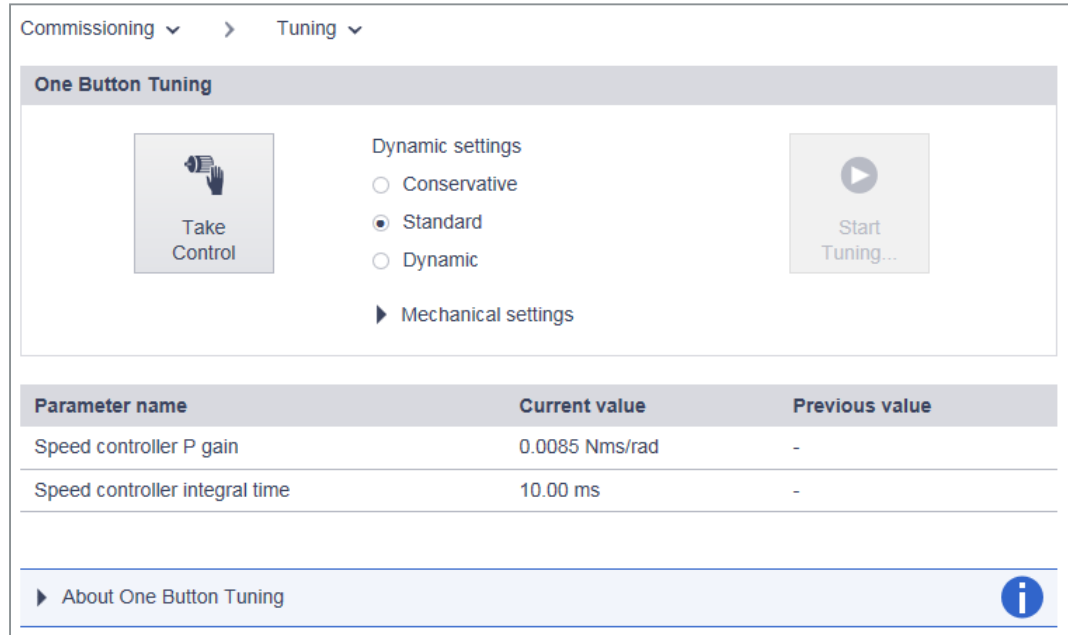 Commissioning > Tuning
One Button Tuning
Take
Control
Dynamic settings
Conservative
Standard
Dynamic
Mechanical settings
Start
Tuning...
Parameter name Current value Previous value
Speed controller P gain 0.0085 Nms/rad -
Speed controller integral time 10.00 ms -
About One Button Tuning
i